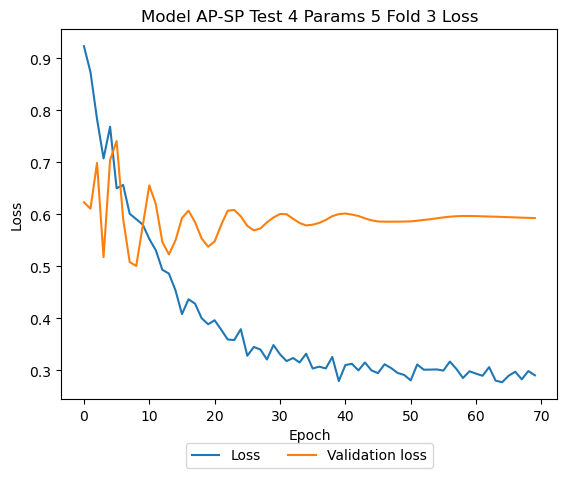 Model AP-SP Test 4 Params 5 Fold 3 Loss
Loss
0.9
0.8
0.7
0.6
0.5
0.4
0.3
0 10 20 30 40 50 60 70
Epoch
Loss Validation loss